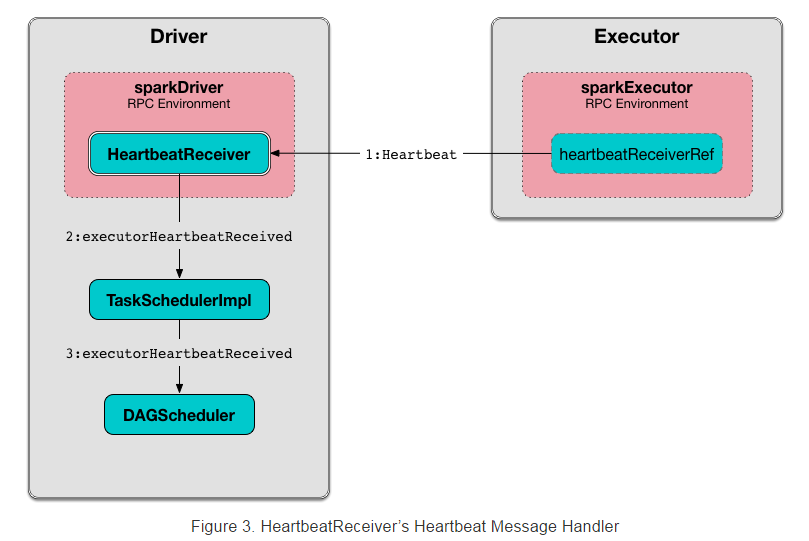 Driver
sparkDriver
RPC Environment
HeartbeatReceiver
2:executorHeartbeatReceived
TaskSchedulerImpl
3:executorHeartbeatReceived
DAGScheduler
1:Heartbeat
Executor
sparkExecutor
RPC Environment
heartbeatReceiverRef
Figure 3. HeartbeatReceiver’s Heartbeat Message Handler